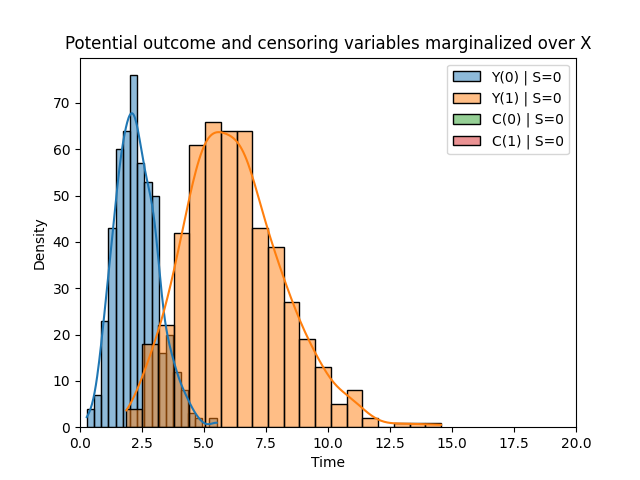 Potential outcome and censoring variables marginalized over X
Y(0) | S=0
Y(1) | S=0
C(0) | S=0
C(1) | S=0
Density
70
60
50
40
30
20
10
0
0.0 2.5 5.0 7.5 10.0 12.5 15.0 17.5 20.0
Time